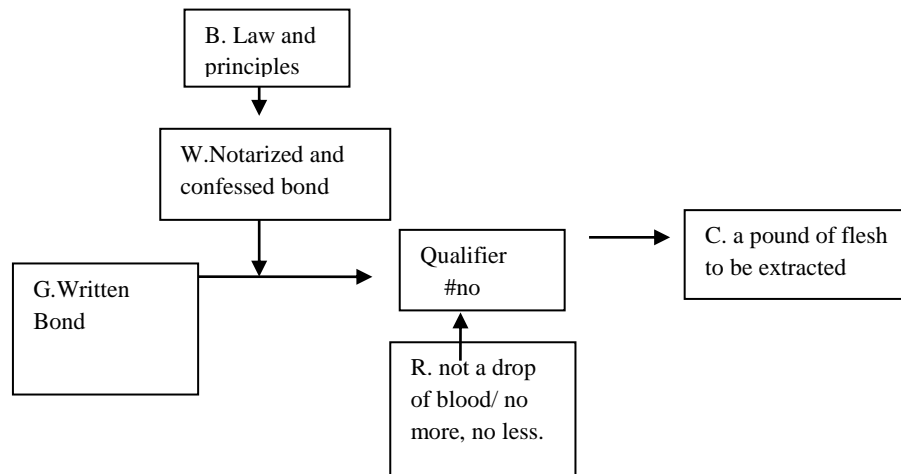 B. Law and
principles
W.Notarized and
confessed bond
G.Written
Bond
Qualifier
#no
C. a pound of flesh
to be extracted
R. not a drop
of blood/ no
more, no less.